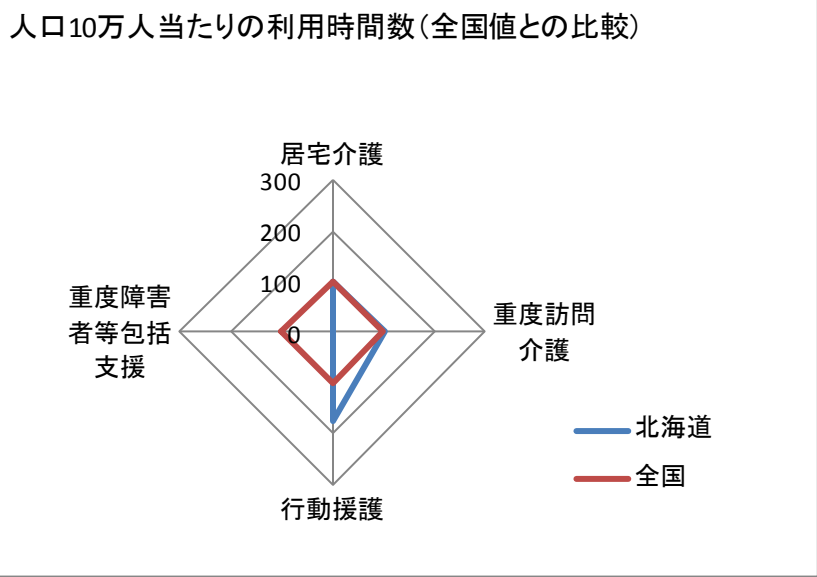 人口10万人当たりの利用時間数（全国値との比較）
居宅介護
300
200
100
0
重度障害
者等包括
支援
重度訪問
介護
行動援護
北海道
全国